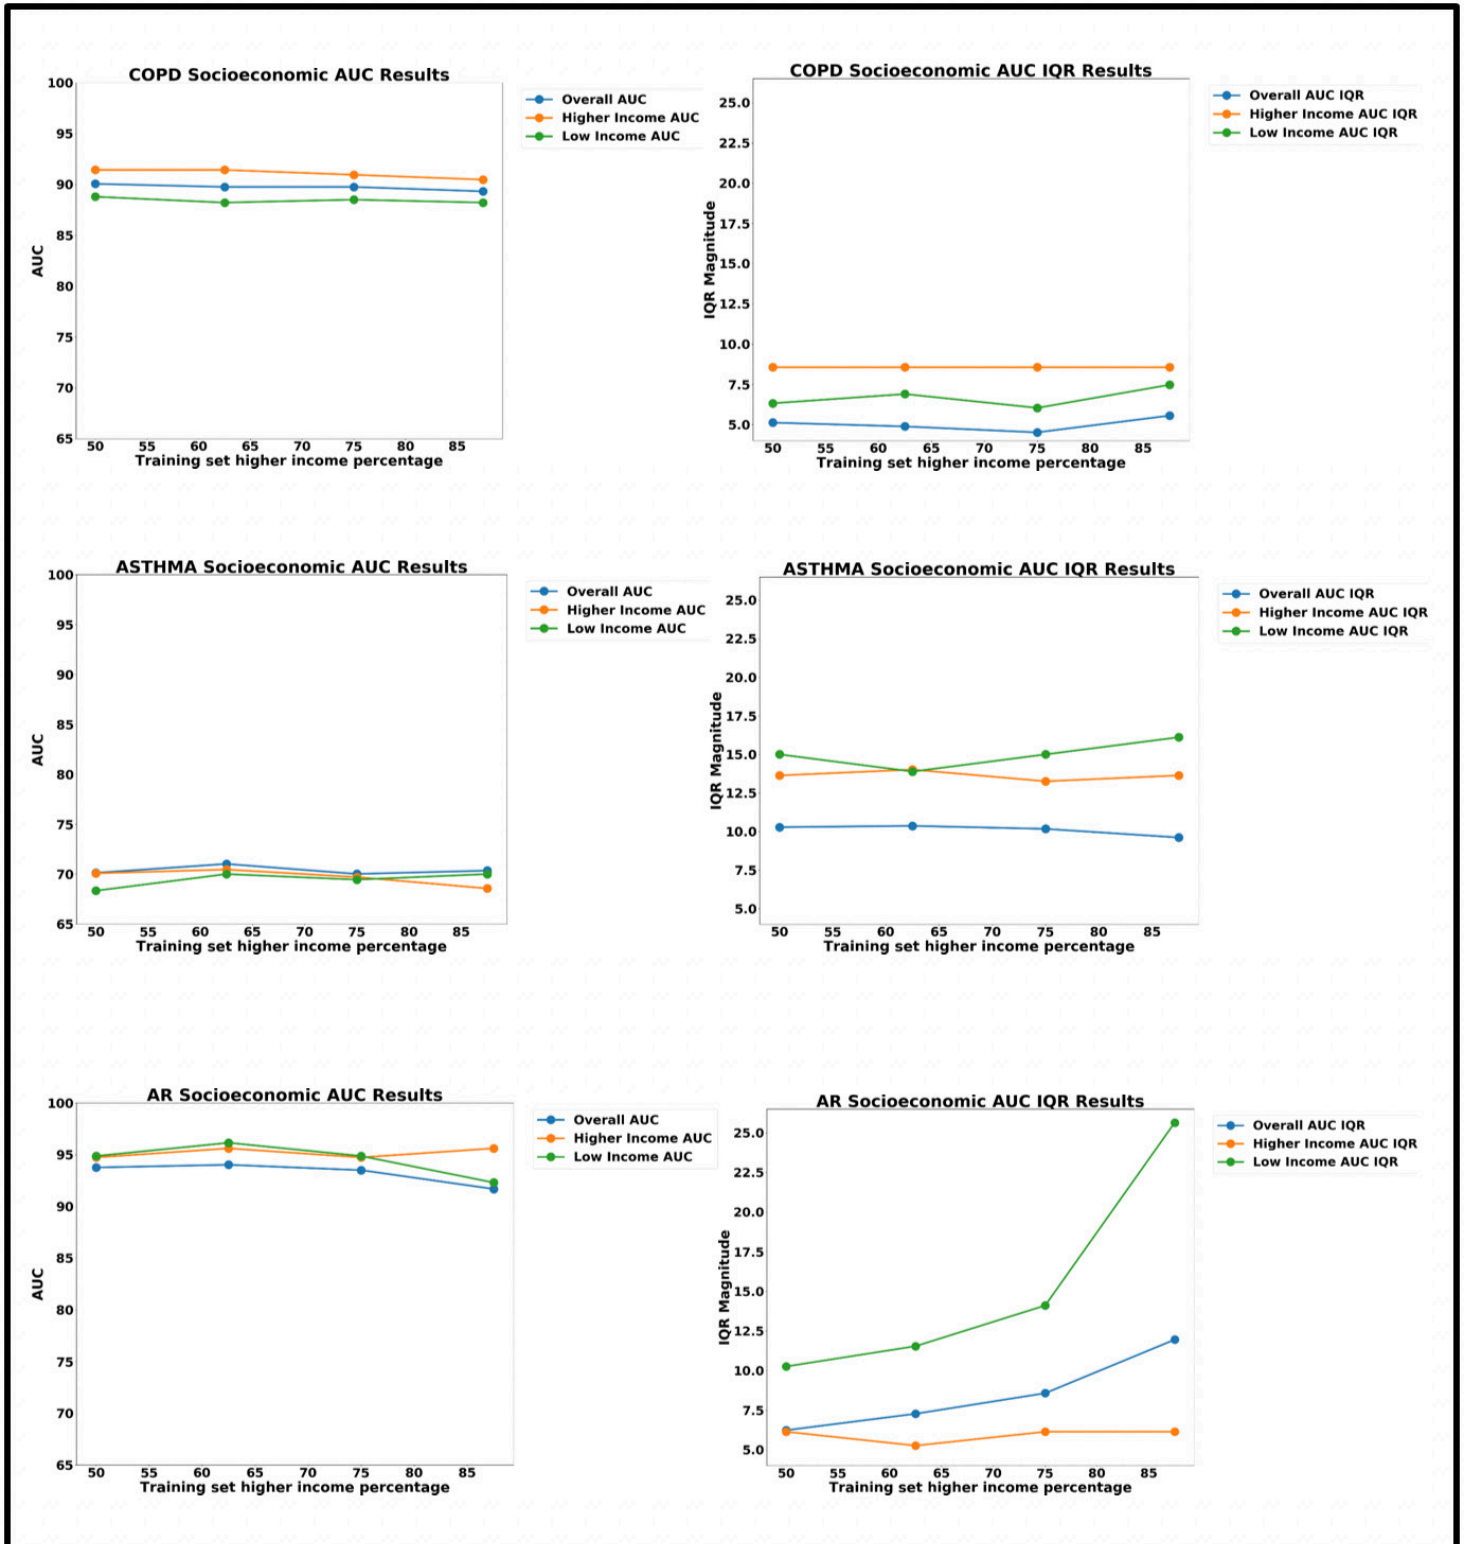 COPD Socioeconomic AUC Results
100
95
90
85
80
75
70
65
AUC
50 55 60 65 70 75 80 85
Training set higher income percentage
Overall AUC
Higher Income AUC
Low Income AUC
COPD Socioeconomic AUC IQR Results
25.0
22.5
20.0
17.5
15.0
12.5
10.0
7.5
5.0
IQR Magnitude
50 55 60 65 70 75 80 85
Training set higher income percentage
Overall AUC IQR
Higher Income AUC IQR
Low Income AUC IQR
ASTHMA Socioeconomic AUC Results
100
95
90
85
80
75
70
65
AUC
50 55 60 65 70 75 80 85
Training set higher income percentage
Overall AUC
Higher Income AUC
Low Income AUC
ASTHMA Socioeconomic AUC IQR Results
25.0
22.5
20.0
17.5
15.0
12.5
10.0
7.5
5.0
IQR Magnitude
50 55 60 65 70 75 80 85
Training set higher income percentage
Overall AUC IQR
Higher Income AUC IQR
Low Income AUC IQR
AR Socioeconomic AUC Results
100
95
90
85
80
75
70
65
AUC
50 55 60 65 70 75 80 85
Training set higher income percentage
Overall AUC
Higher Income AUC
Low Income AUC
AR Socioeconomic AUC IQR Results
25.0
22.5
20.0
17.5
15.0
12.5
10.0
7.5
5.0
IQR Magnitude
50 55 60 65 70 75 80 85
Training set higher income percentage
Overall AUC IQR
Higher Income AUC IQR
Low Income AUC IQR